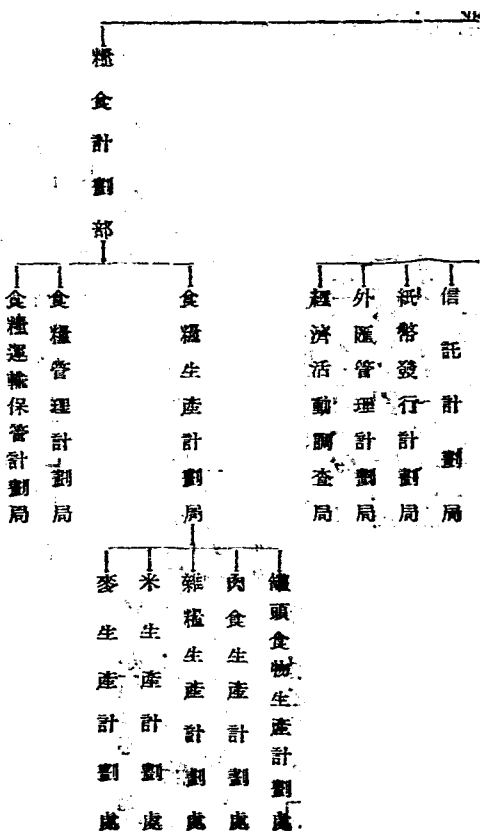 糧食計劃部
信託計劃局
紙幣發行計劃局
外匯管理計劃局
經濟活動調查局
食糧生產計劃局
食糧管理計劃局
食糧運輸保管計劃局
罐頭食物生產計劃處
肉食生產計劃處
雜糧生產計劃處
米生產計劃處
麥生產計劃處